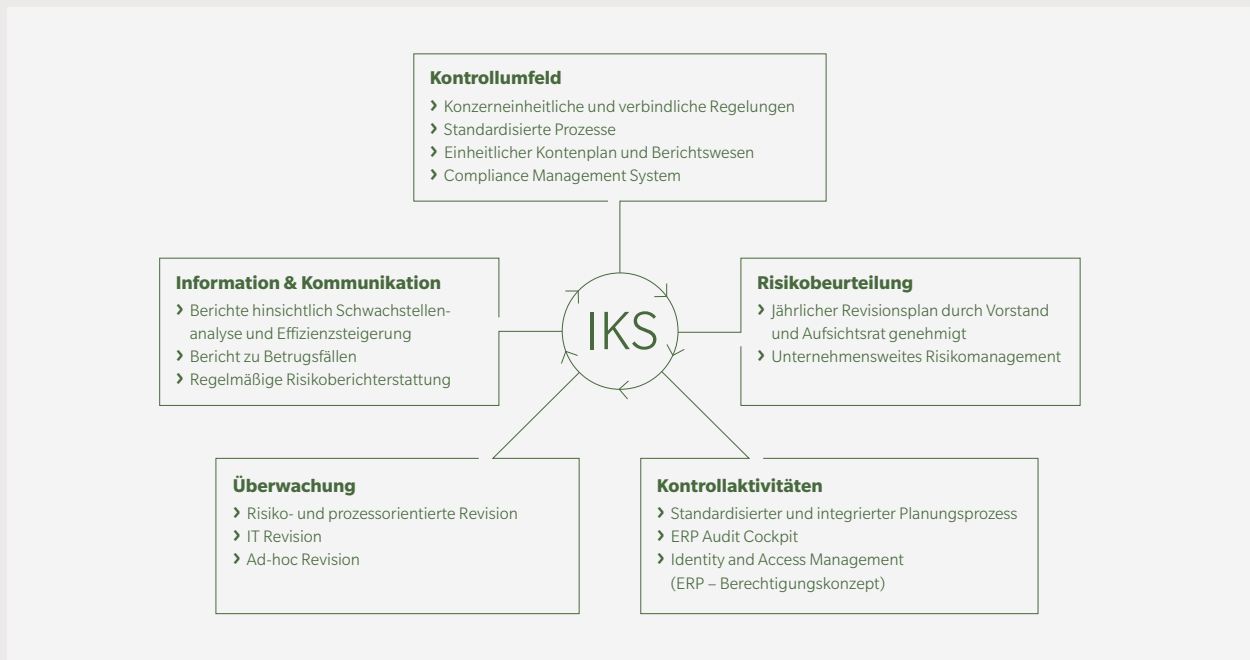 Kontrollumfeld
› Konzerneinheitliche und verbindliche Regelungen
› Standardisierte Prozesse
› Einheitlicher Kontenplan und Berichtswesen
› Compliance Management System
Information & Kommunikation
› Berichte hinsichtlich Schwachstellen-
analyse und Effizienzsteigerung
› Bericht zu Betrugsfällen
› Regelmäßige Risikoberichterstattung
IKS
Risikobeurteilung
› Jährlicher Revisionsplan durch Vorstand
und Aufsichtsrat genehmigt
› Unternehmensweites Risikomanagement
Überwachung
› Risiko- und prozessorientierte Revision
› IT Revision
› Ad-hoc Revision
Kontrollaktivitäten
› Standardisierter und integrierter Planungsprozess
› ERP Audit Cockpit
› Identity and Access Management
(ERP – Berechtigungskonzept)